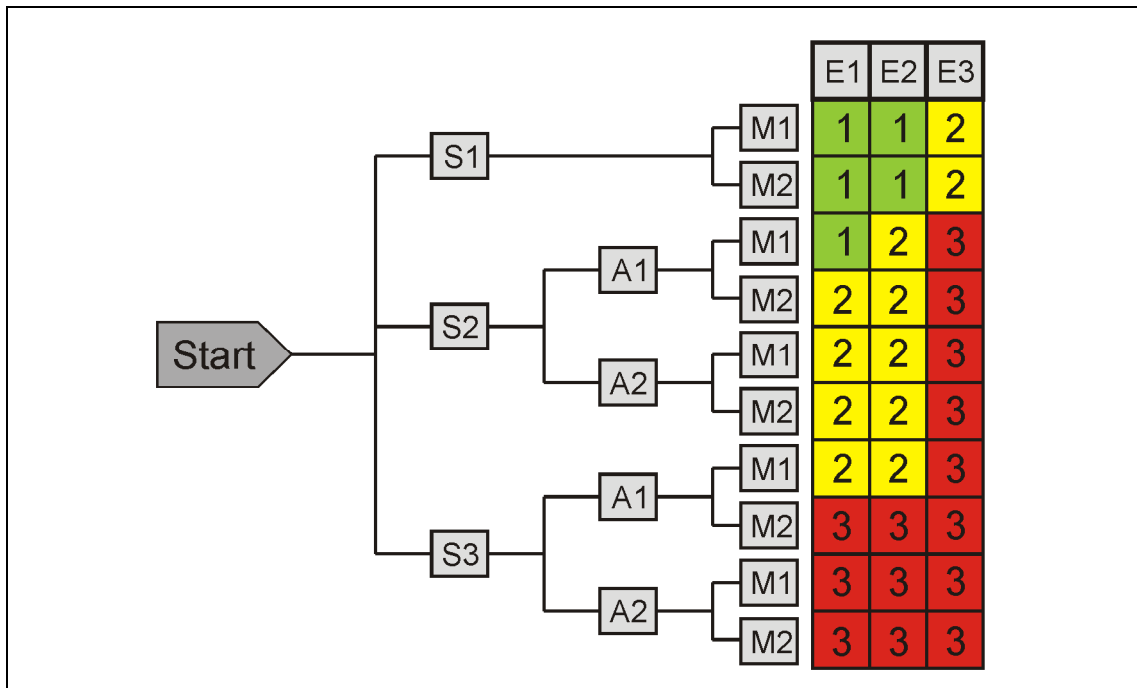 E1 E2 E3
M1 1 1 2
S1
M2 1 1 2
M1 1 2 3
A1
M2 2 2 3
S2
Start
M1 2 2 3
A2
M2 2 2 3
M1 2 2 3
A1
M2 3 3 3
S3
M1 3 3 3
A2
M2 3 3 3